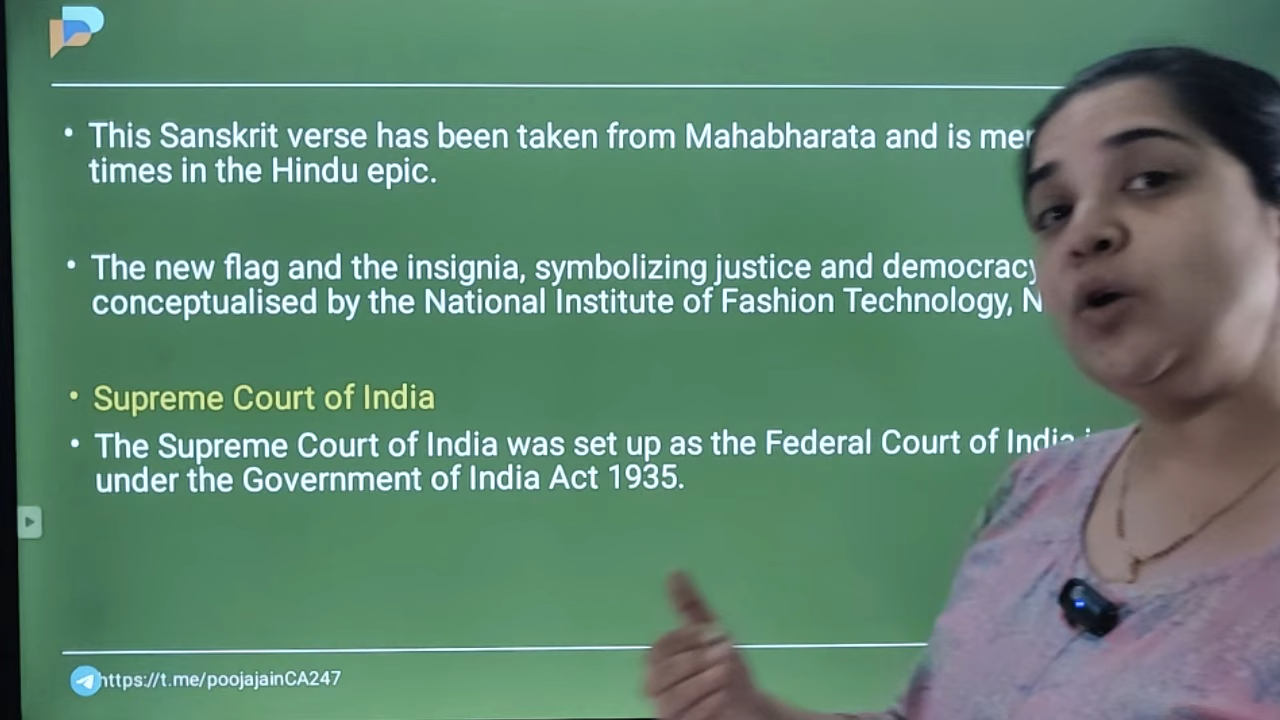 • This Sanskrit verse has been taken from Mahabharata and is
times in the Hindu epic.
• The new flag and the insignia, symbolizing justice and democracy
conceptualised by the National Institute of Fashion Technology,
• Supreme Court of India
• The Supreme Court of India was set up as the Federal Court of India
under the Government of India Act 1935.
https://t.me/poojajainCA247